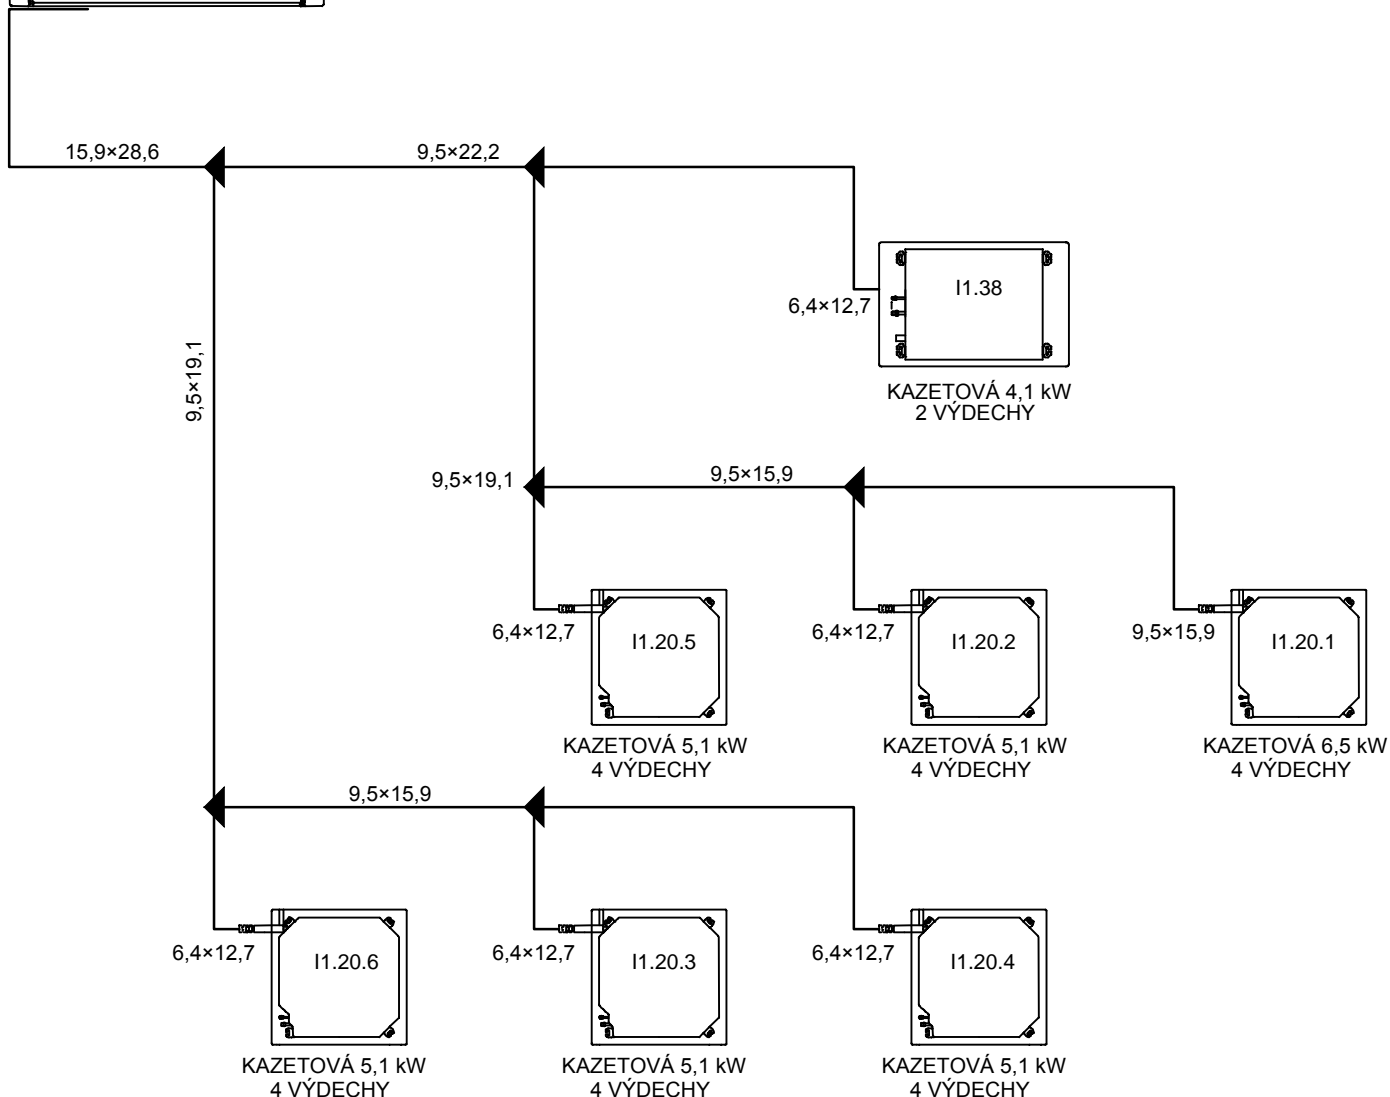 15,9×28,6
9,5×22,2
I1.38
6,4×12,7
9,5×19,1
KAZETOVÁ 4,1 kW
2 VÝDECHY
9,5×19,1
9,5×15,9
I1.20.5
I1.20.2
I1.20.1
6,4×12,7
6,4×12,7
9,5×15,9
KAZETOVÁ 5,1 kW
4 VÝDECHY
KAZETOVÁ 5,1 kW
4 VÝDECHY
KAZETOVÁ 6,5 kW
4 VÝDECHY
9,5×15,9
6,4×12,7
I1.20.6
6,4×12,7
I1.20.3
6,4×12,7
I1.20.4
KAZETOVÁ 5,1 kW
4 VÝDECHY
KAZETOVÁ 5,1 kW
4 VÝDECHY
KAZETOVÁ 5,1 kW
4 VÝDECHY